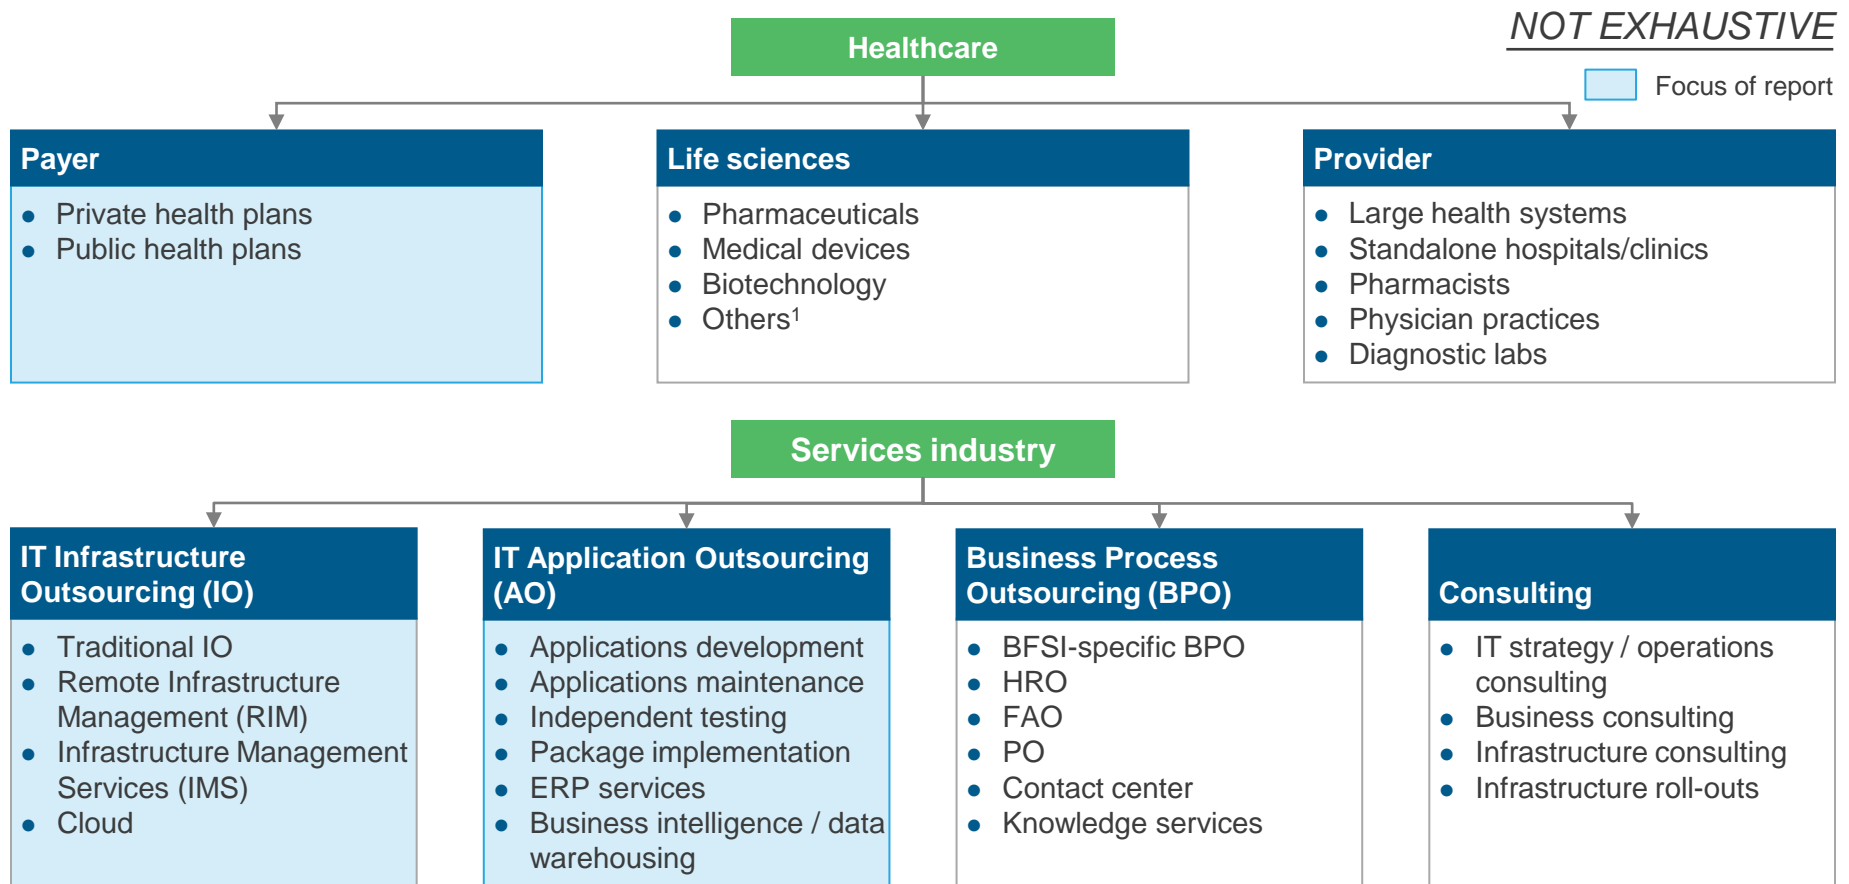 NOT EXHAUSTIVE
Focus of report
Healthcare
Payer
● Private health plans
● Public health plans
Life sciences
● Pharmaceuticals
● Medical devices
● Biotechnology
● Others¹
Provider
● Large health systems
● Standalone hospitals/clinics
● Pharmacists
● Physician practices
● Diagnostic labs
Services industry
IT Infrastructure
Outsourcing (IO)
● Traditional IO
● Remote Infrastructure
Management (RIM)
● Infrastructure Management
Services (IMS)
● Cloud
IT Application Outsourcing
(AO)
● Applications development
● Applications maintenance
● Independent testing
● Package implementation
● ERP services
● Business intelligence / data
warehousing
Business Process
Outsourcing (BPO)
● BFSI-specific BPO
● HRO
● FAO
● PO
● Contact center
● Knowledge services
Consulting
● IT strategy / operations
consulting
● Business consulting
● Infrastructure consulting
● Infrastructure roll-outs